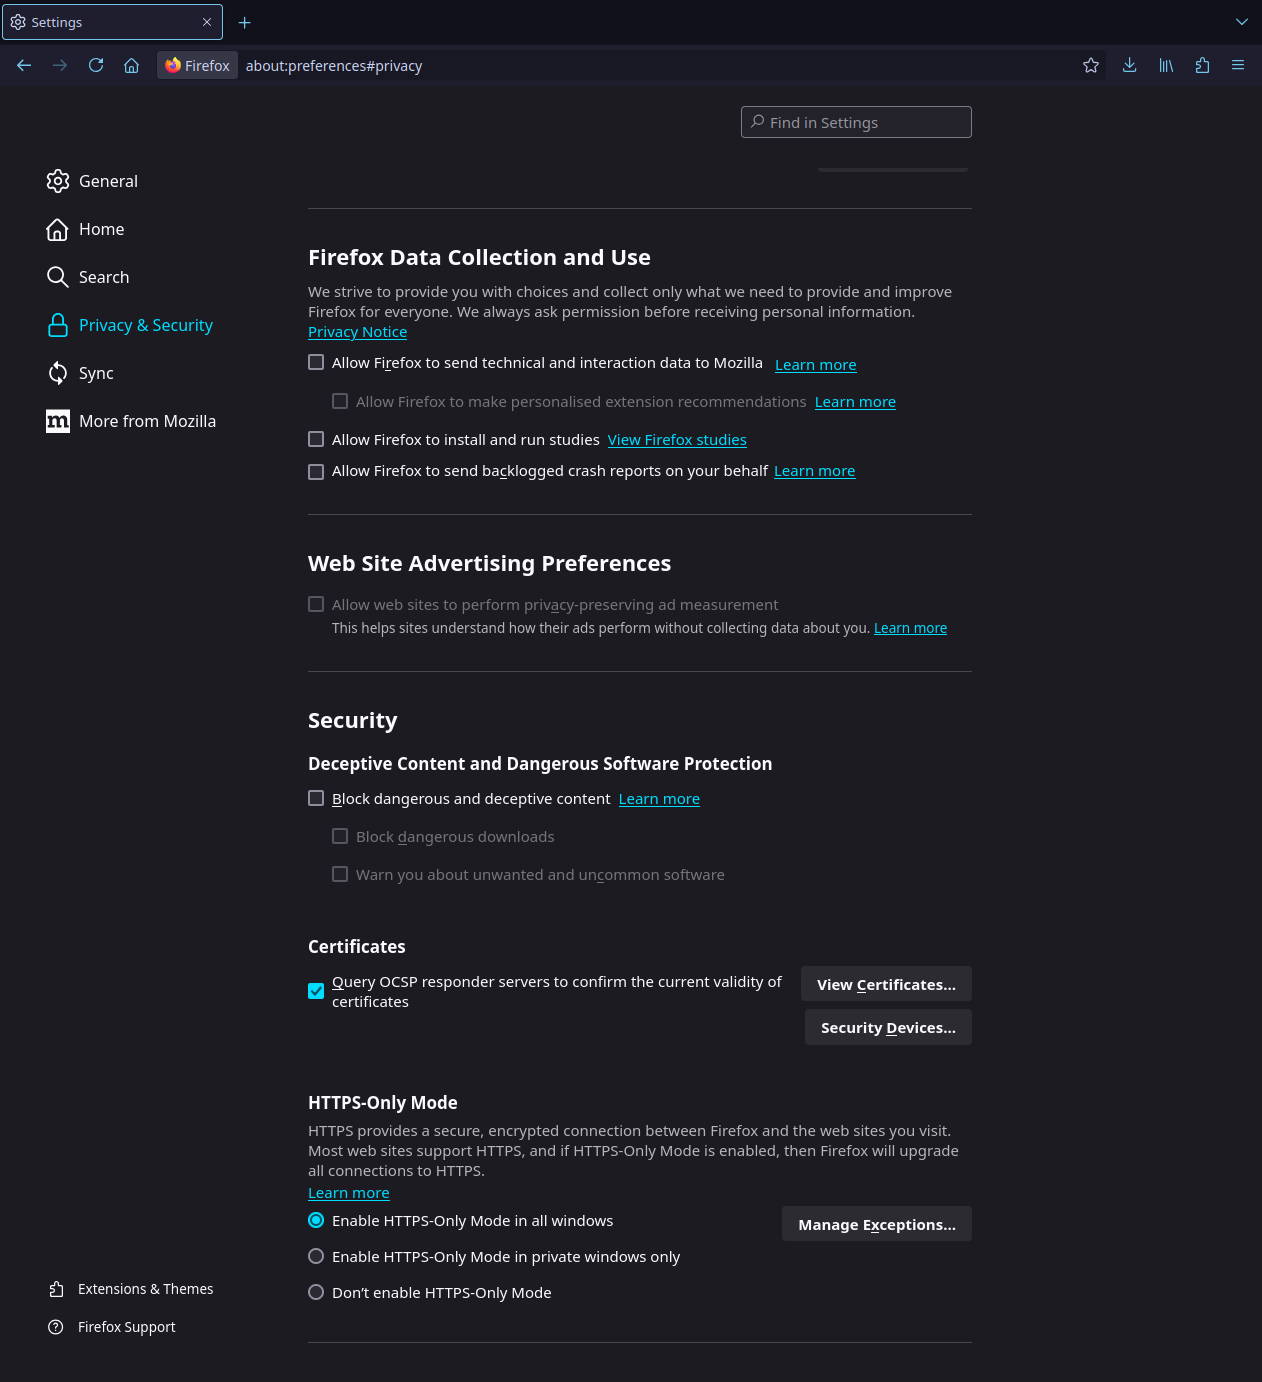 Settings
Firefox about:preferences#privacy
Find in Settings
General
Home
Search
Privacy & Security
Sync
m More from Mozilla
Firefox Data Collection and Use
We strive to provide you with choices and collect only what we need to provide and improve
Firefox for everyone. We always ask permission before receiving personal information.
Privacy Notice
Allow Firefox to send technical and interaction data to Mozilla Learn more
Allow Firefox to make personalised extension recommendations Learn more
Allow Firefox to install and run studies View Firefox studies
Allow Firefox to send backlogged crash reports on your behalf Learn more
Web Site Advertising Preferences
Allow web sites to perform privacy-preserving ad measurement
This helps sites understand how their ads perform without collecting data about you. Learn more
Security
Deceptive Content and Dangerous Software Protection
Block dangerous and deceptive content Learn more
Block dangerous downloads
Warn you about unwanted and uncommon software
Certificates
Query OCSP responder servers to confirm the current validity of
certificates
View Certificates...
Security Devices...
HTTPS-Only Mode
HTTPS provides a secure, encrypted connection between Firefox and the web sites you visit.
Most web sites support HTTPS, and if HTTPS-Only Mode is enabled, then Firefox will upgrade
all connections to HTTPS.
Learn more
Enable HTTPS-Only Mode in all windows
Manage Exceptions...
Enable HTTPS-Only Mode in private windows only
Don’t enable HTTPS-Only Mode
Extensions & Themes
Firefox Support